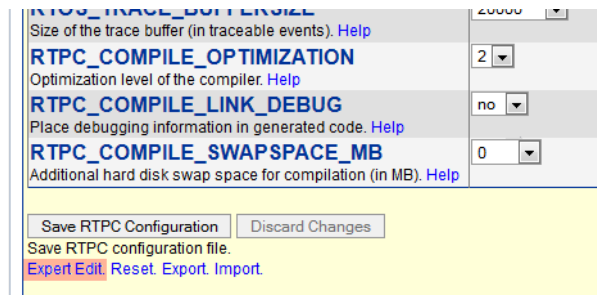 RTOS_TRACE_BUFFERSIZE 20000
Size of the trace buffer (in traceable events). Help
RTPC_COMPILE_OPTIMIZATION 2
Optimization level of the compiler. Help
RTPC_COMPILE_LINK_DEBUG no
Place debugging information in generated code. Help
RTPC_COMPILE_SWAPSPACE_MB 0
Additional hard disk swap space for compilation (in MB). Help
Save RTPC Configuration Discard Changes
Save RTPC configuration file.
Expert Edit. Reset. Export. Import.